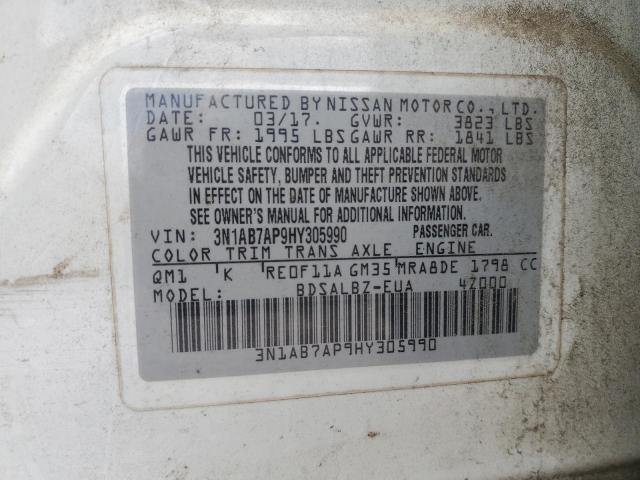 MANUFACTURED BY NISSAN MOTOR CO., LTD.
DATE: 03/17. GVWR: 3823 LBS
GAWR FR: 1995 LBS GAWR RR: 1841 LBS
THIS VEHICLE CONFORMS TO ALL APPLICABLE FEDERAL MOTOR
VEHICLE SAFETY, BUMPER AND THEFT PREVENTION STANDARDS
IN EFFECT ON THE DATE OF MANUFACTURE SHOWN ABOVE.
SEE OWNER'S MANUAL FOR ADDITIONAL INFORMATION.
VIN: 3N1AB7AP9HY305990 PASSENGER CAR.
COLOR TRIM TRANS AXLE ENGINE
QM1 K RE0F11A GM35 MRA8DE 1798 CC
MODEL: BDSALBZ-EUA 4Z000
3N1AB7AP9HY305990